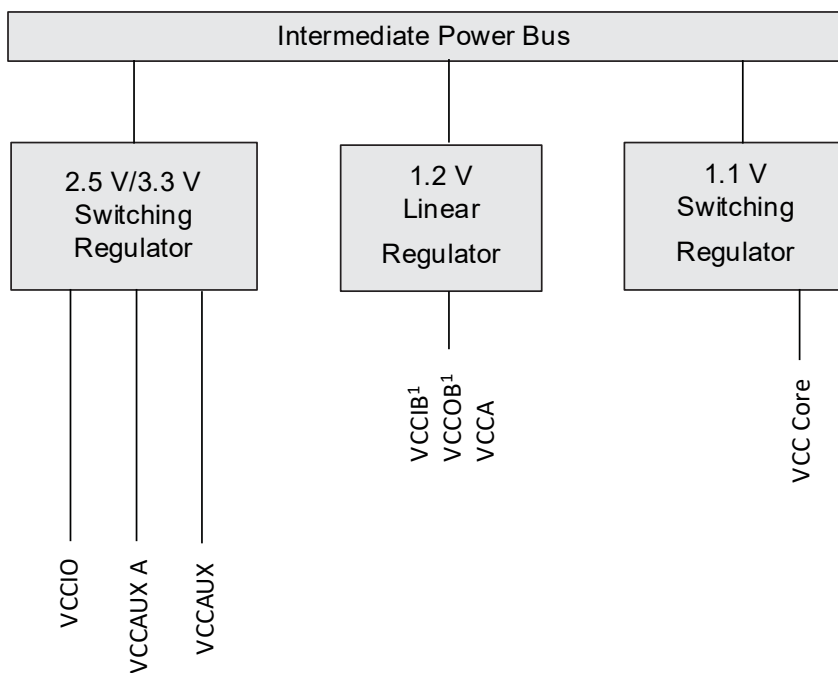 Intermediate Power Bus
2.5 V/3.3 V
Switching
Regulator
1.2 V
Linear
Regulator
1.1 V
Switching
Regulator
VCCIO
VCCAUX A
VCCAUX
VCCIB¹
VCCOB¹
VCCA
VCC Core